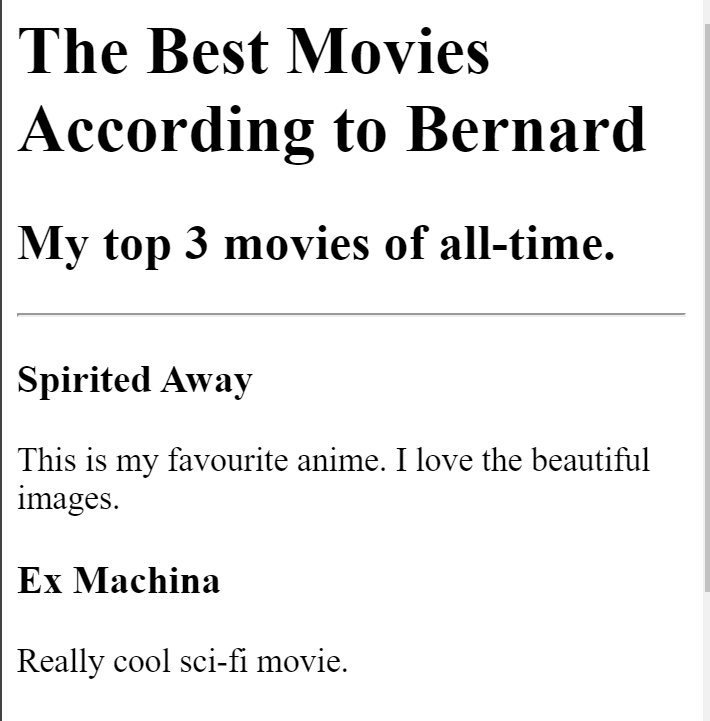 The Best Movies
According to Bernard
My top 3 movies of all-time.
Spirited Away
This is my favourite anime. I love the beautiful
images.
Ex Machina
Really cool sci-fi movie.